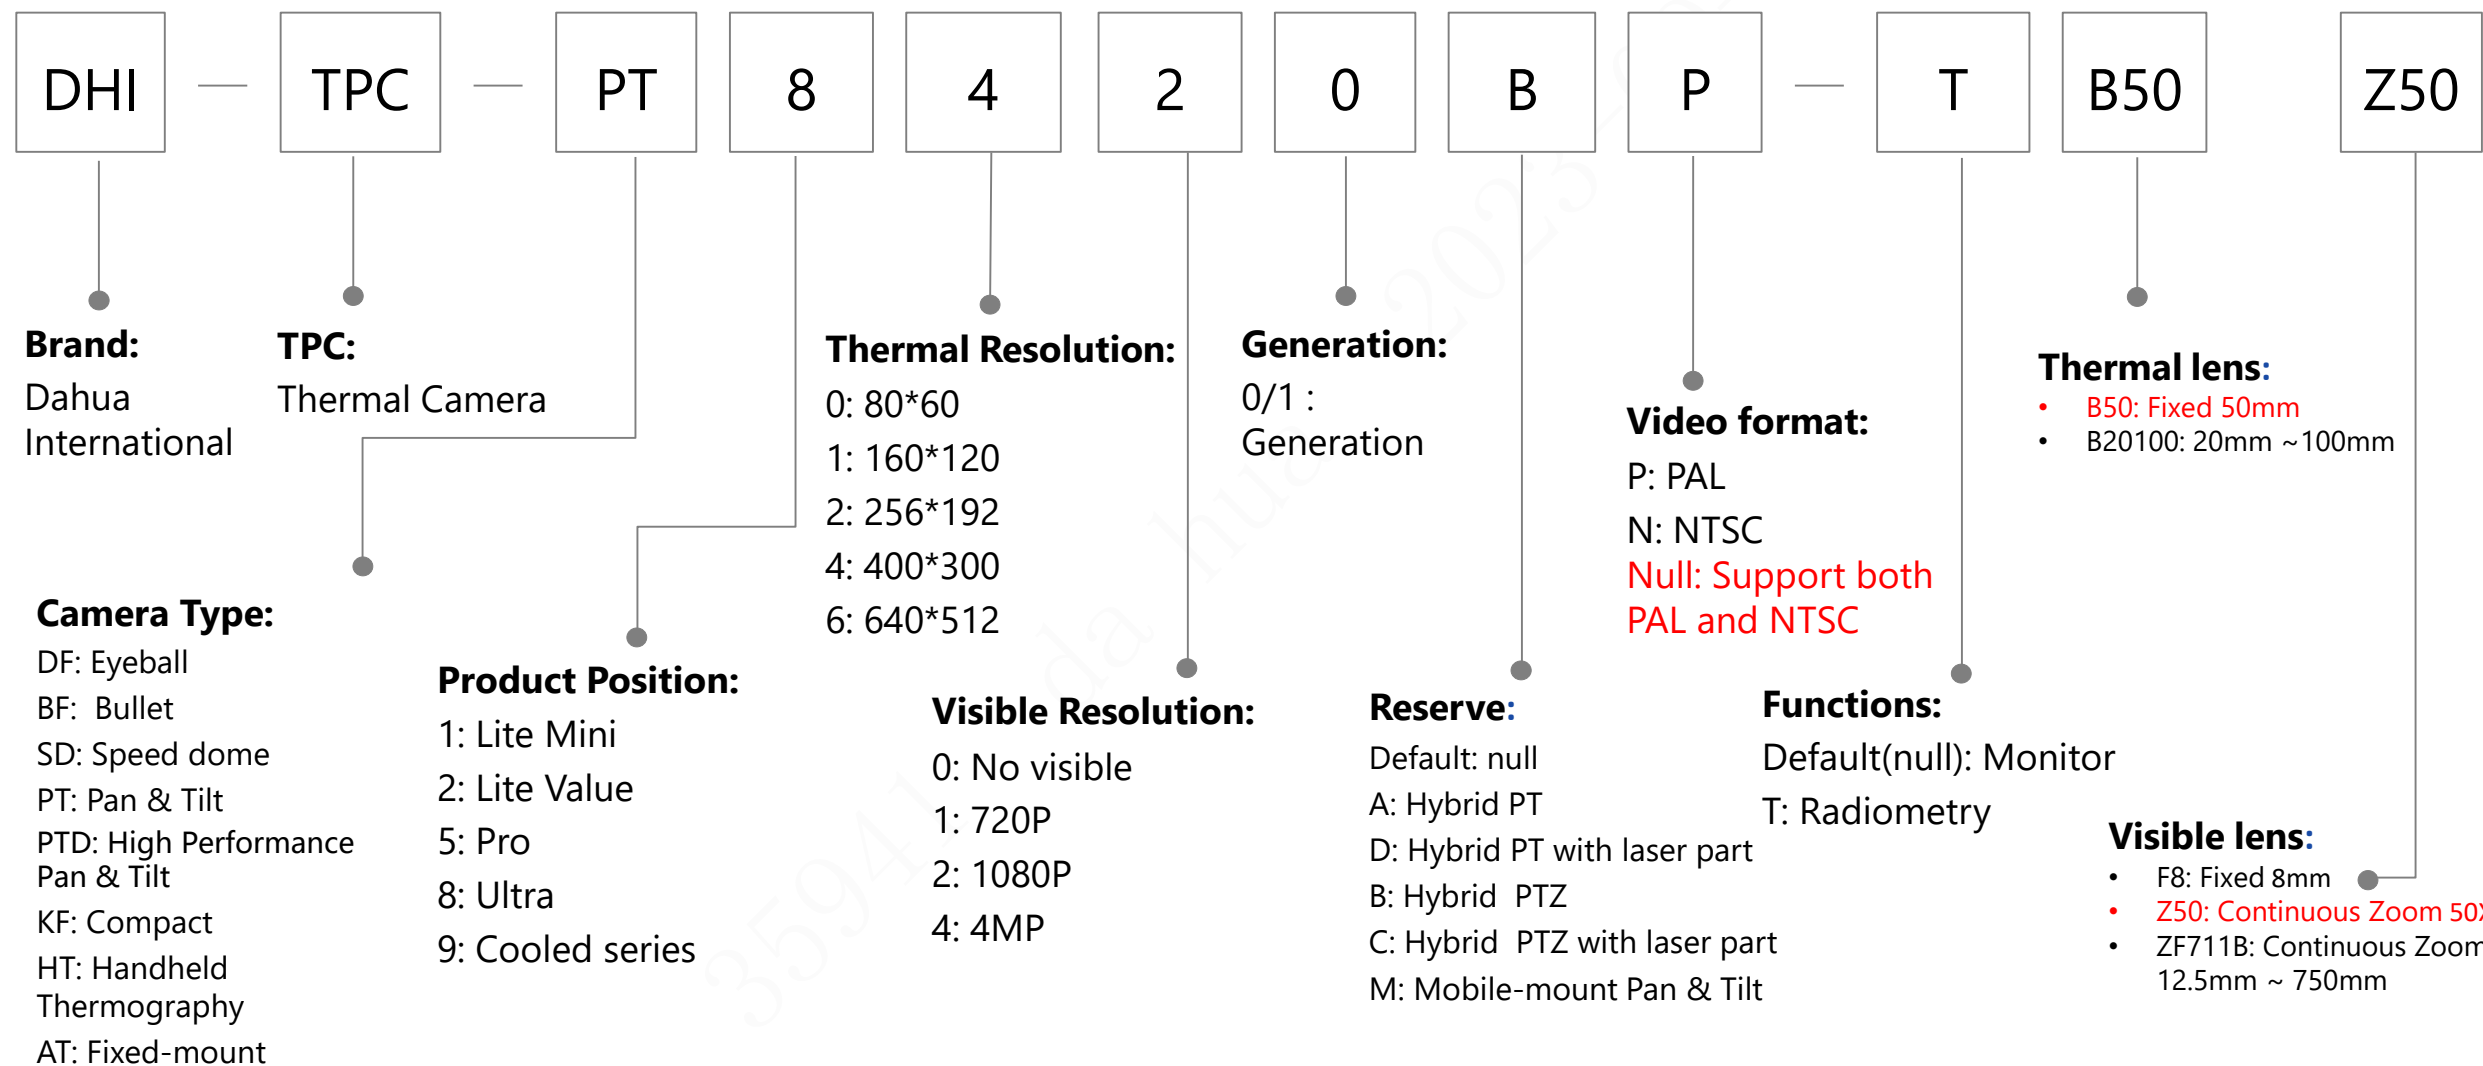 DHI — TPC — PT 8 4 2 0 B P — T B50 Z50
Brand:
Dahua
International
TPC:
Thermal Camera
Camera Type:
DF: Eyeball
BF: Bullet
SD: Speed dome
PT: Pan & Tilt
PTD: High Performance
Pan & Tilt
KF: Compact
HT: Handheld
Thermography
AT: Fixed-mount
Product Position:
1: Lite Mini
2: Lite Value
5: Pro
8: Ultra
9: Cooled series
Thermal Resolution:
0: 80*60
1: 160*120
2: 256*192
4: 400*300
6: 640*512
Visible Resolution:
0: No visible
1: 720P
2: 1080P
4: 4MP
Generation:
0/1 :
Generation
Reserve:
Default: null
A: Hybrid PT
D: Hybrid PT with laser part
B: Hybrid PTZ
C: Hybrid PTZ with laser part
M: Mobile-mount Pan & Tilt
Video format:
P: PAL
N: NTSC
Null: Support both
PAL and NTSC
Functions:
Default(null): Monitor
T: Radiometry
Thermal lens:
• B50: Fixed 50mm
• B20100: 20mm ~100mm
Visible lens:
• F8: Fixed 8mm
• Z50: Continuous Zoom 50X
• ZF711B: Continuous Zoom
12.5mm ~ 750mm